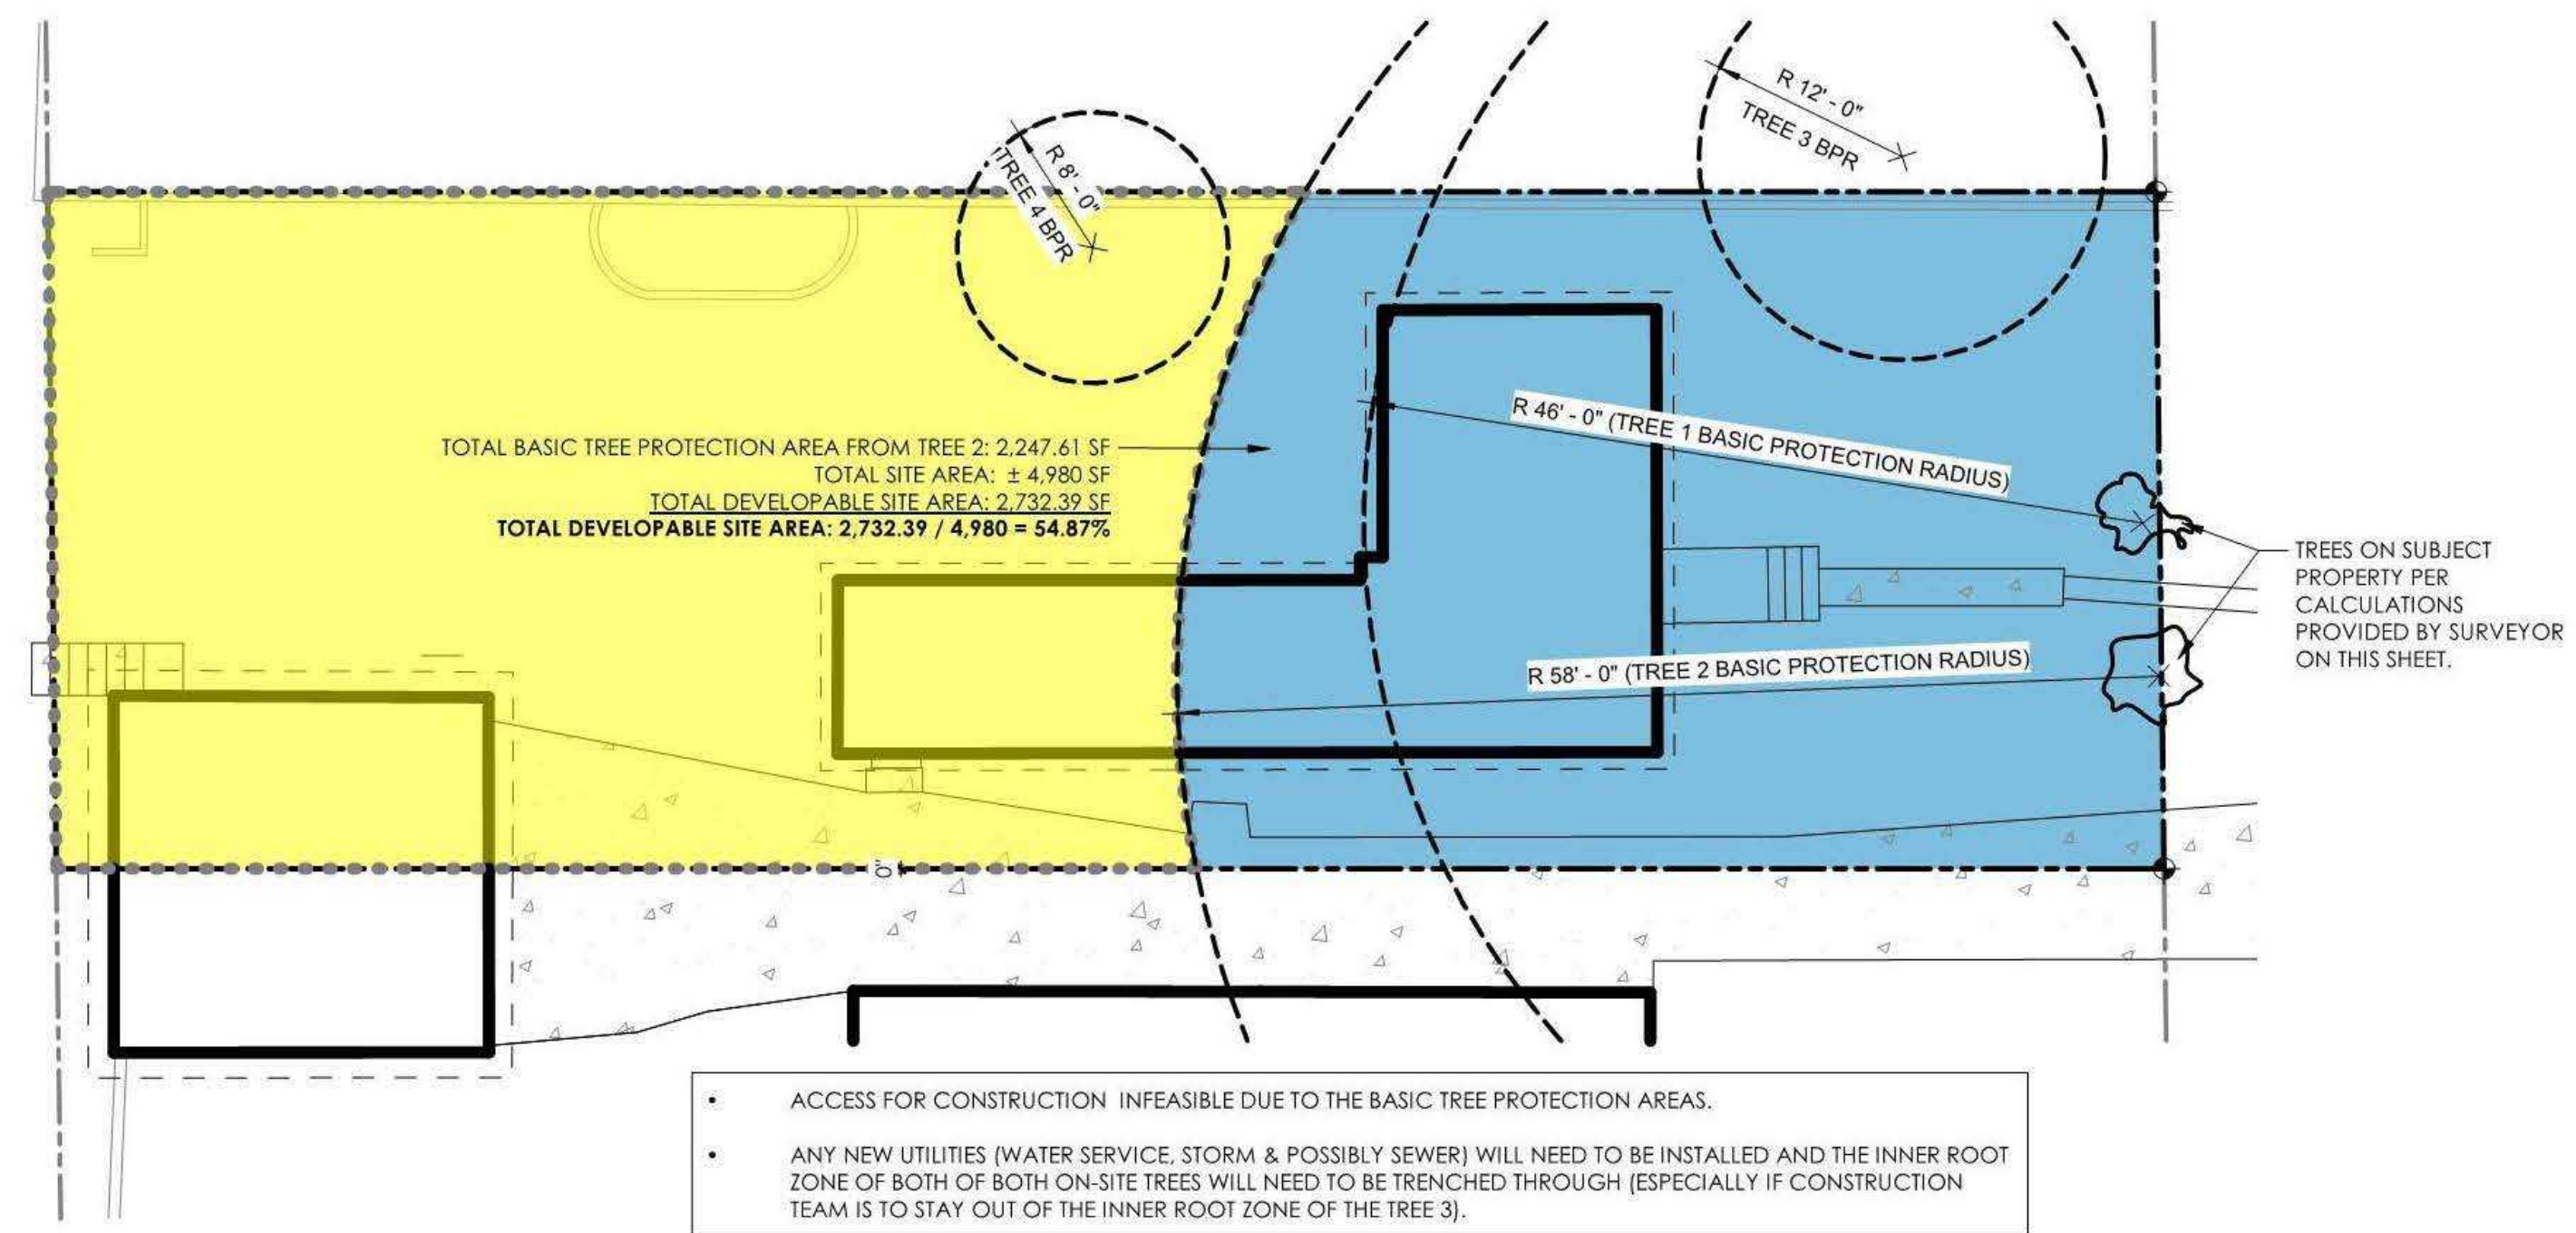 R 12' - 0"
TREE 3 BPR
R 8' - 0"
TREE 4 BPR
R 46' - 0" (TREE 1 BASIC PROTECTION RADIUS)
TOTAL BASIC TREE PROTECTION AREA FROM TREE 2: 2,247.61 SF
TOTAL SITE AREA: ± 4,980 SF
TOTAL DEVELOPABLE SITE AREA: 2,732.39 SF
TOTAL DEVELOPABLE SITE AREA: 2,732.39 / 4,980 = 54.87%
TREES ON SUBJECT
PROPERTY PER
CALCULATIONS
PROVIDED BY SURVEYOR
ON THIS SHEET.
R 58' - 0" (TREE 2 BASIC PROTECTION RADIUS)
0"
• ACCESS FOR CONSTRUCTION INFEASIBLE DUE TO THE BASIC TREE PROTECTION AREAS.
• ANY NEW UTILITIES (WATER SERVICE, STORM & POSSIBLY SEWER) WILL NEED TO BE INSTALLED AND THE INNER ROOT
ZONE OF BOTH OF BOTH ON-SITE TREES WILL NEED TO BE TRENCHED THROUGH (ESPECIALLY IF CONSTRUCTION
TEAM IS TO STAY OUT OF THE INNER ROOT ZONE OF THE TREE 3).